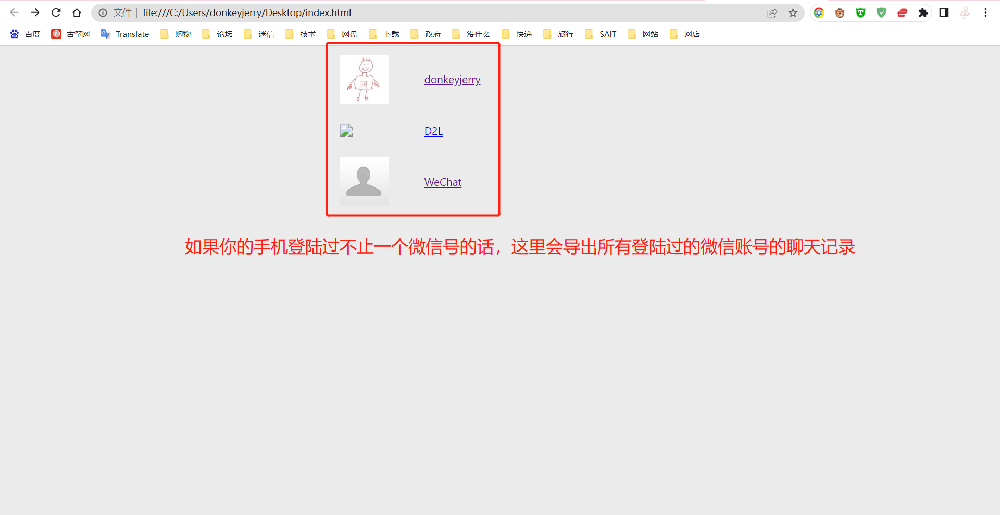 文件 | file:///C:/Users/donkeyjerry/Desktop/index.html
百度 古筝网 Translate 购物 论坛 迷信 技术 网盘 下载 政府 没什么 快递 旅行 SAIT 网站 网店
donkeyjerry
D2L
WeChat
如果你的手机登陆过不止一个微信号的话，这里会导出所有登陆过的微信账号的聊天记录